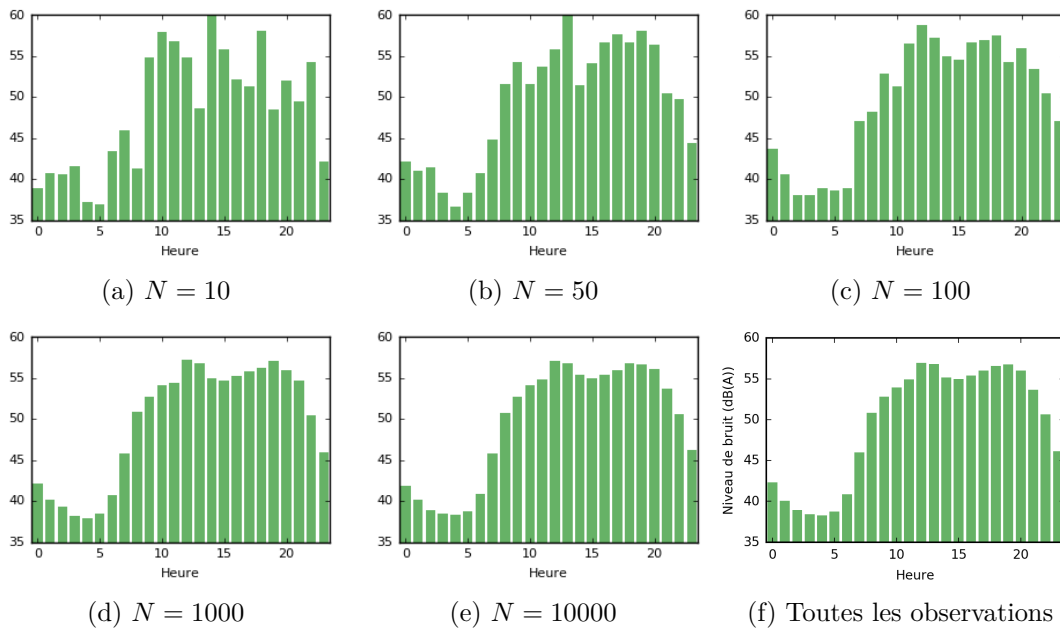 60 60 60
55 55 55
50 50 50
45 45 45
40 40 40
35 35 35
0 5 10 15 20 0 5 10 15 20 0 5 10 15 20
Heure Heure Heure
(a) N = 10 (b) N = 50 (c) N = 100
60 60 60
55 55 55
50 50 50
45 45 45
40 40 40
35 35 35
Niveau de bruit (dB(A))
0 5 10 15 20 0 5 10 15 20 0 5 10 15 20
Heure Heure Heure
(d) N = 1000 (e) N = 10000 (f) Toutes les observations